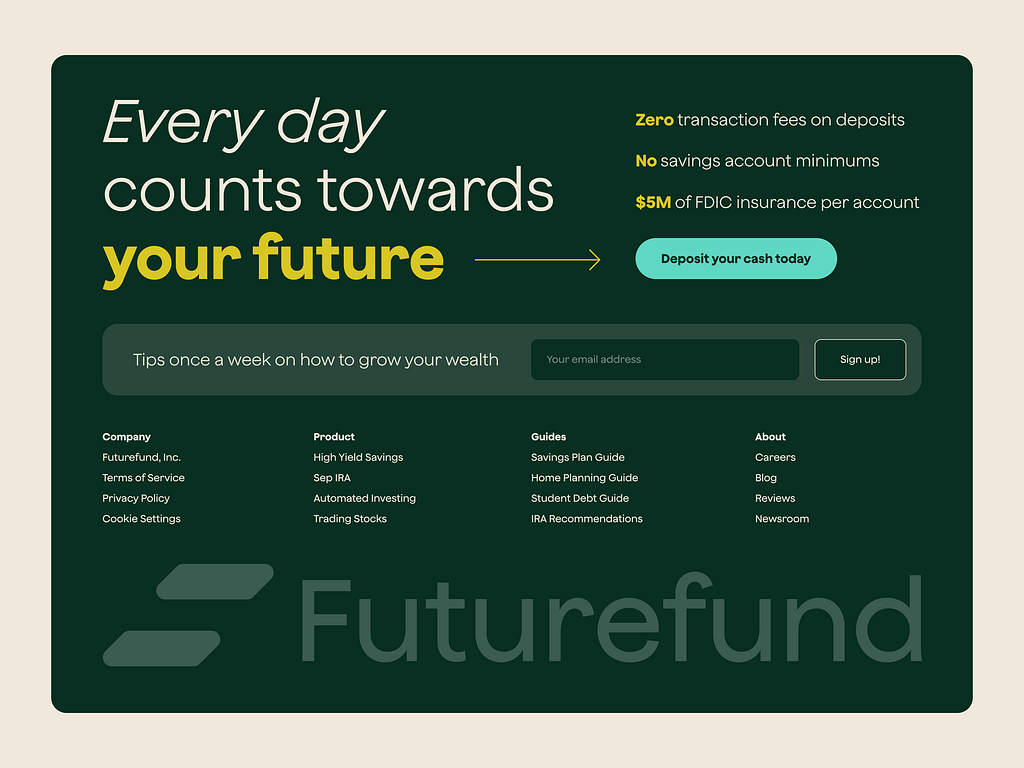 Every day
counts towards
your future
Zero transaction fees on deposits
No savings account minimums
$5M of FDIC insurance per account
Deposit your cash today
Tips once a week on how to grow your wealth
Your email address
Sign up!
Company
Futurefund, Inc.
Terms of Service
Privacy Policy
Cookie Settings
Product
High Yield Savings
Sep IRA
Automated Investing
Trading Stocks
Guides
Savings Plan Guide
Home Planning Guide
Student Debt Guide
IRA Recommendations
About
Careers
Blog
Reviews
Newsroom
Futurefund